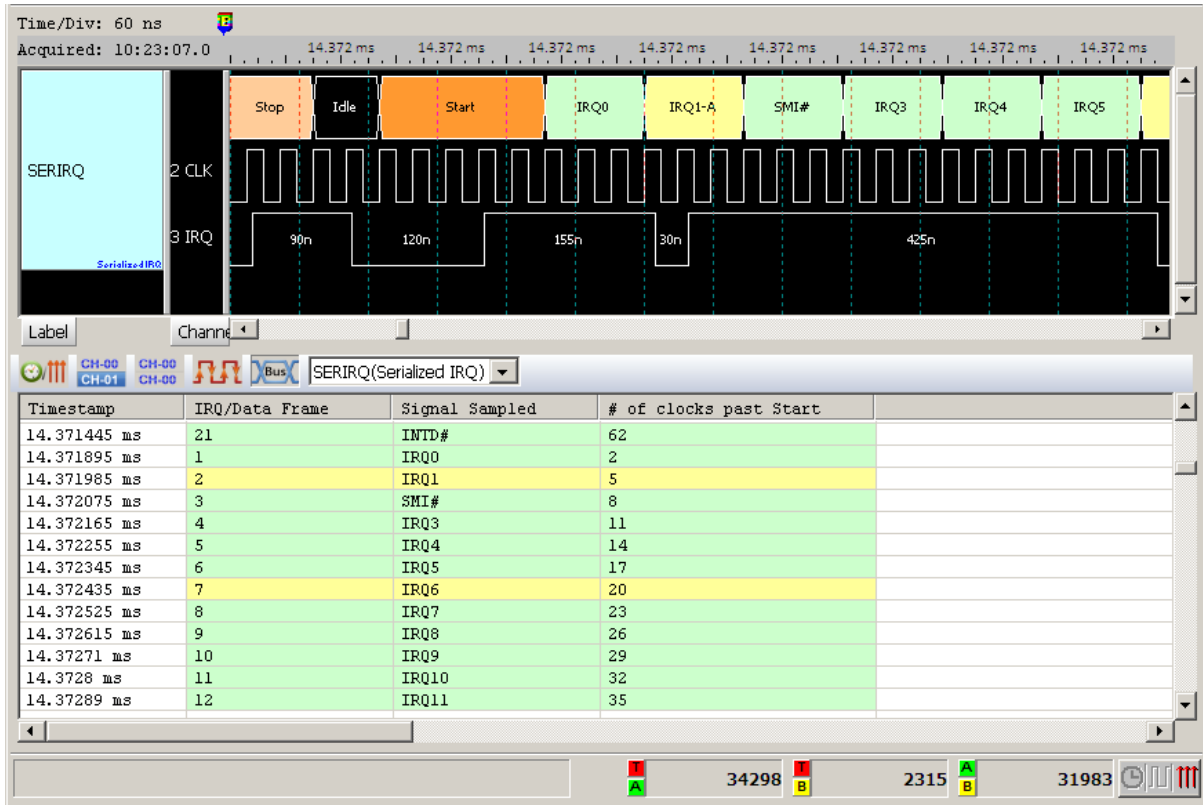 Time/Div: 60 ns
Acquired: 10:23:07.0 14.372 ms 14.372 ms 14.372 ms 14.372 ms 14.372 ms 14.372 ms 14.372 ms 14.372 ms
Stop Idle Start IRQ0 IRQ1-A SMI# IRQ3 IRQ4 IRQ5
SERIRQ 2 CLK
3 IRQ 90n 120n 155n 30n 425n
Serialized IRQ
Label Channe
CH-00 CH-00
CH-01 CH-00 Bus SERIRQ(Serialized IRQ)
Timestamp IRQ/Data Frame Signal Sampled # of clocks past Start
14.371445 ms 21 INTD# 62
14.371895 ms 1 IRQ0 2
14.371985 ms 2 IRQ1 5
14.372075 ms 3 SMI# 8
14.372165 ms 4 IRQ3 11
14.372255 ms 5 IRQ4 14
14.372345 ms 6 IRQ5 17
14.372435 ms 7 IRQ6 20
14.372525 ms 8 IRQ7 23
14.372615 ms 9 IRQ8 26
14.37271 ms 10 IRQ9 29
14.3728 ms 11 IRQ10 32
14.37289 ms 12 IRQ11 35
T A 34298 T B 2315 A B 31983